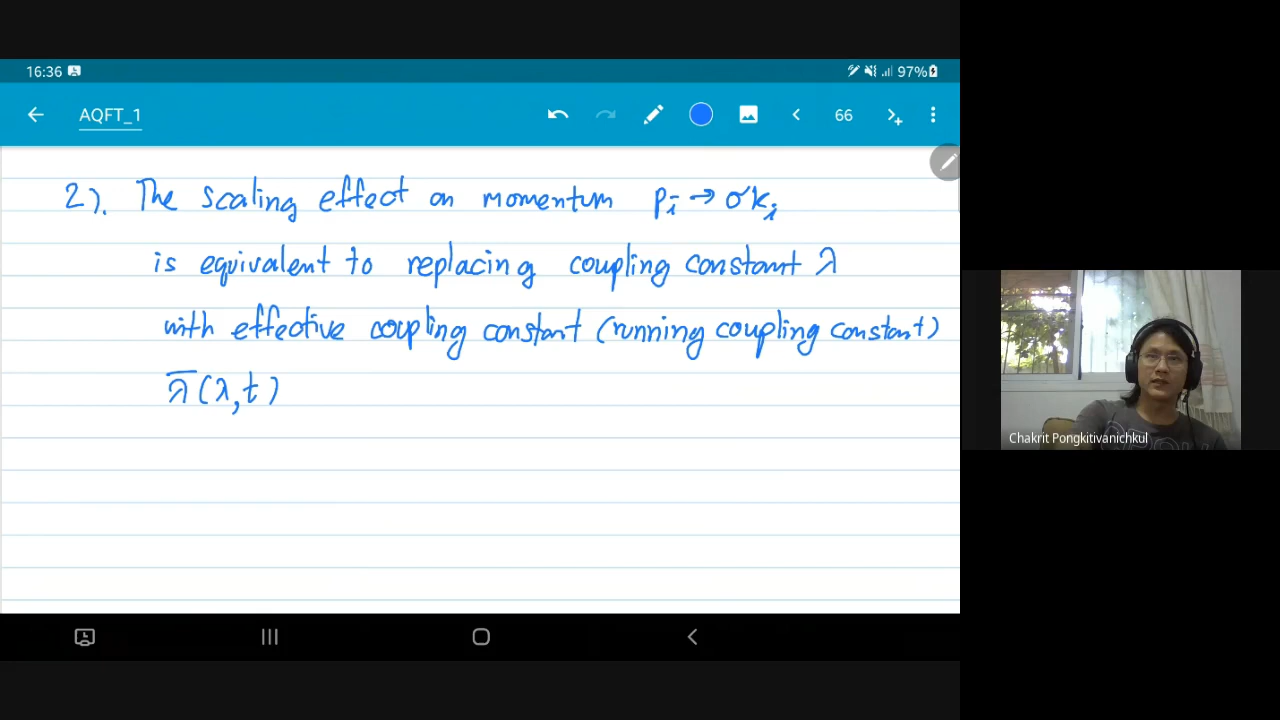 16:36 97%
AQFT_1 66
2). The scaling effect on momentum pᵢ → σkᵢ
is equivalent to replacing coupling constant λ
with effective coupling constant (running coupling constant)
λ̄(λ,t)
Chakrit Pongkitivanichkul